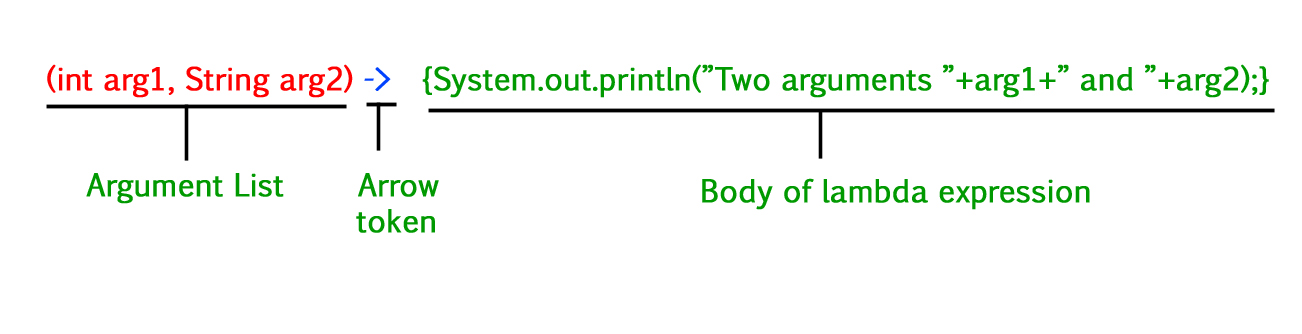 (int arg1, String arg2) -> {System.out.println(”Two arguments ”+arg1+” and ”+arg2);}
Argument List
Arrow
token
Body of lambda expression